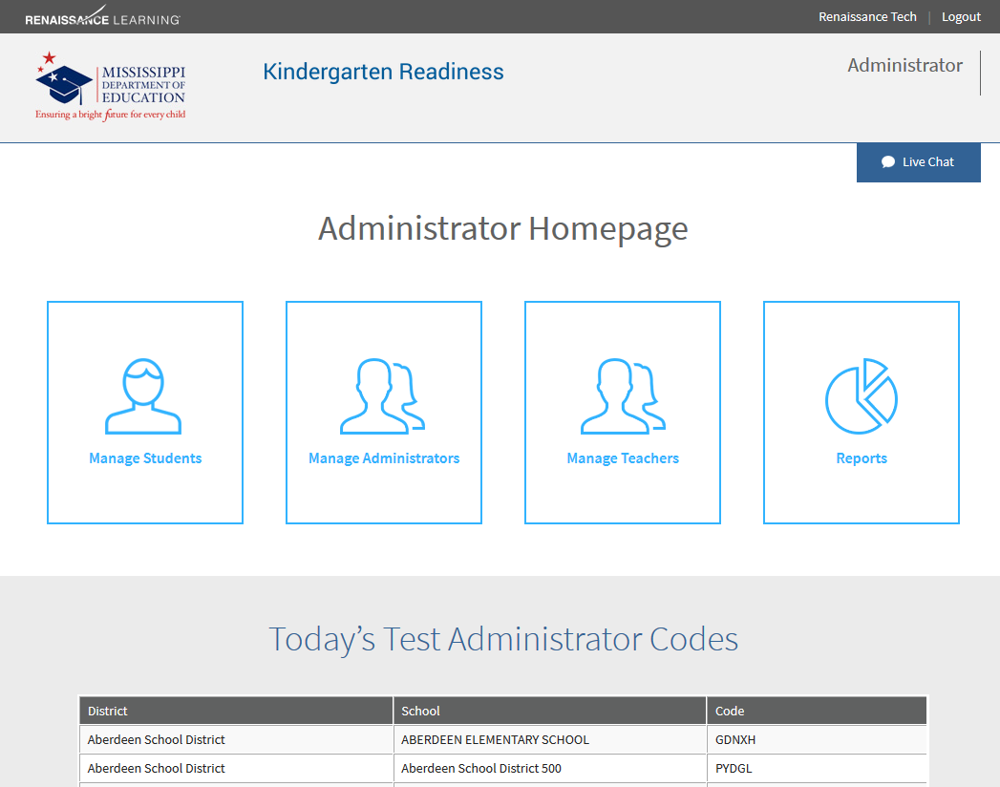 RENAISSANCE LEARNING
Renaissance Tech | Logout
MISSISSIPPI
DEPARTMENT OF
EDUCATION
Ensuring a bright future for every child
Kindergarten Readiness
Administrator
Live Chat
Administrator Homepage
Manage Students
Manage Administrators
Manage Teachers
Reports
Today's Test Administrator Codes
District School Code
Aberdeen School District ABERDEEN ELEMENTARY SCHOOL GDNXH
Aberdeen School District Aberdeen School District 500 PYDGL